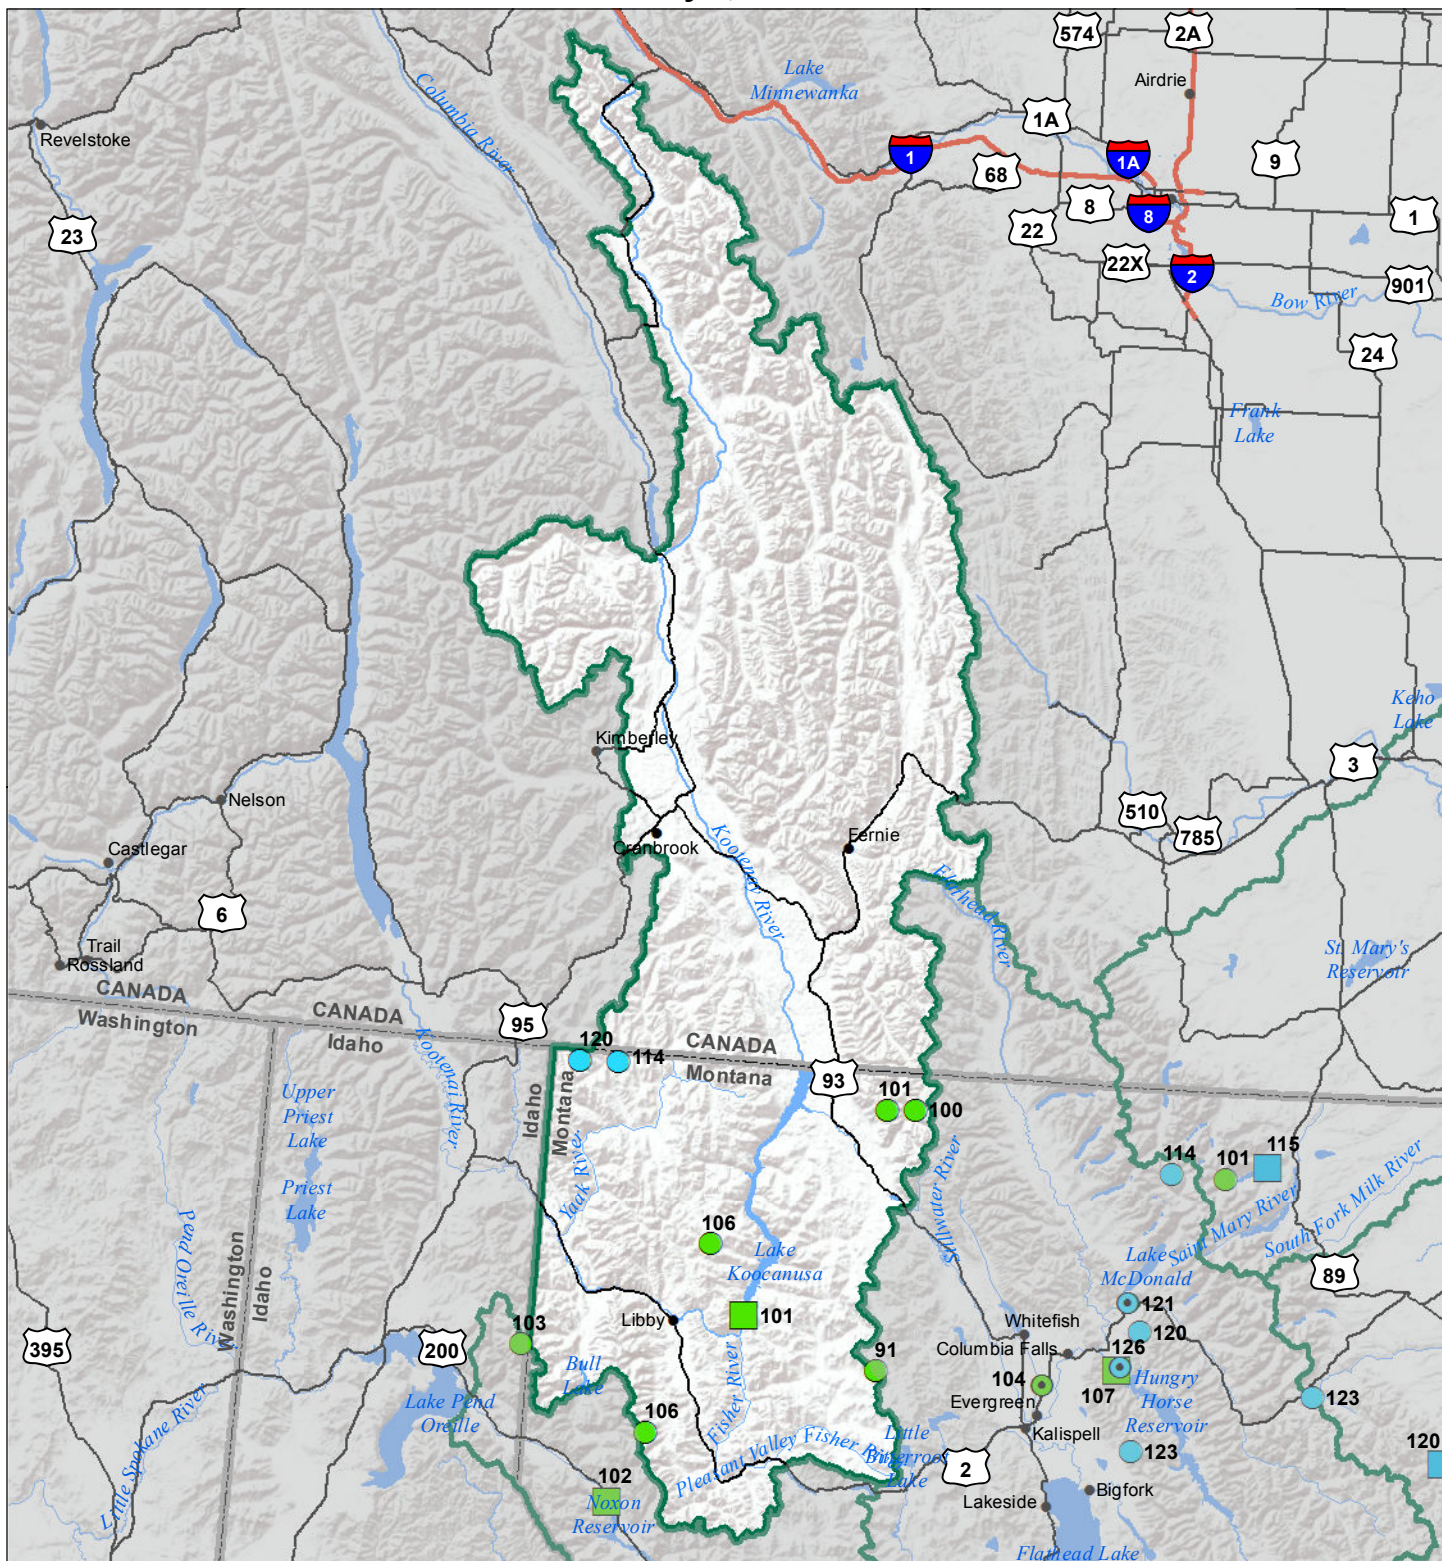 574
2A
Lake
Minnewanka
Airdrie
Columbia River
1A
Revelstoke
1
1A
9
68
8
8
1
22
23
22X
2
901
Bow River
24
Frank
Lake
Keho
Lake
Kimberley
3
Nelson
510
785
Kootenay River
Fernie
Cranbrook
Castlegar
Flathead River
6
Trail
Rossland
St. Mary's
Reservoir
CANADA
Washington
CANADA
Idaho
95
Kootenai River
120
114
CANADA
Montana
93
Idaho
Montana
101
100
Upper
Priest
Lake
Priest
Lake
Yaak River
Stillwater River
114
101
115
Saint Mary River
South Fork Milk River
Pend Oreille River
Washington
Idaho
106
Lake
Koocanusa
Lake
McDonald
89
121
101
Libby
103
395
200
Whitefish
120
Columbia Falls
126
91
104
107
Hungry
Horse
Reservoir
Bull
Lake
Fisher River
Lake Pend
Oreille
Evergreen
123
106
Kalispell
Little Spokane River
Pleasant Valley Fisher River
Little
Bitterroot
Lake
123
120
2
102
Noxon
Reservoir
Bigfork
Lakeside
Flathead Lake